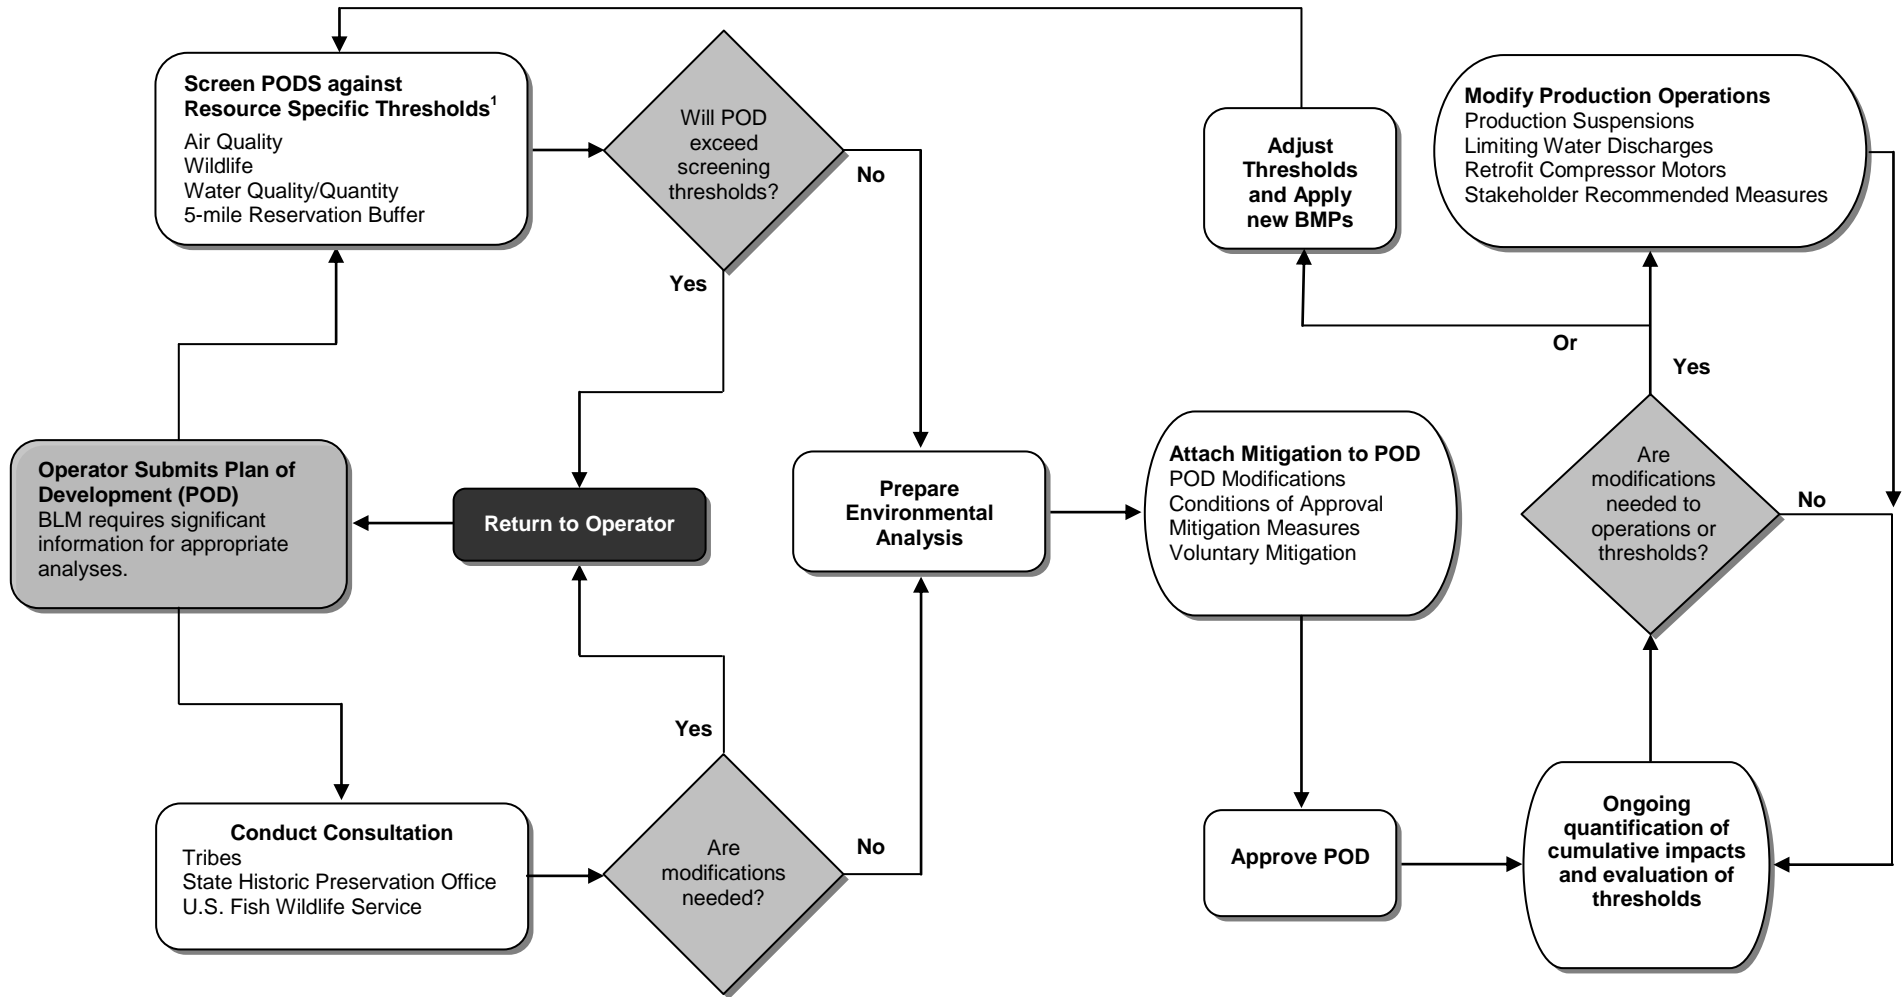 Screen PODS against
Resource Specific Thresholds1
Air Quality
Wildlife
Water Quality/Quantity
5-mile Reservation Buffer
Will POD
exceed
screening
thresholds?
No
Yes
Adjust
Thresholds
and Apply
new BMPs
Modify Production Operations
Production Suspensions
Limiting Water Discharges
Retrofit Compressor Motors
Stakeholder Recommended Measures
Or
Yes
Operator Submits Plan of
Development (POD)
BLM requires significant
information for appropriate
analyses.
Return to Operator
Prepare
Environmental
Analysis
Attach Mitigation to POD
POD Modifications
Conditions of Approval
Mitigation Measures
Voluntary Mitigation
Are
modifications
needed to
operations or
thresholds?
No
Yes
Conduct Consultation
Tribes
State Historic Preservation Office
U.S. Fish Wildlife Service
Are
modifications
needed?
No
Approve POD
Ongoing
quantification of
cumulative impacts
and evaluation of
thresholds